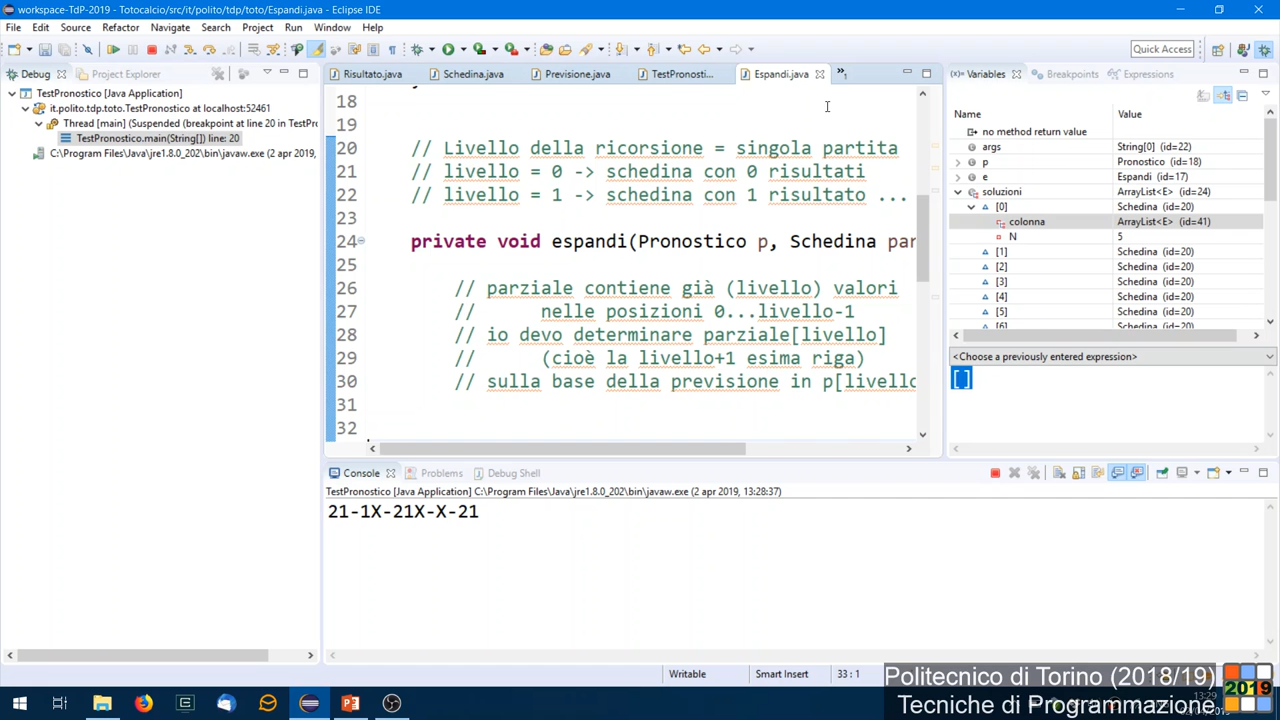 workspace-TdP-2019 - Totocalcio/src/it/polito/tdp/toto/Espandi.java - Eclipse IDE
File Edit Source Refactor Navigate Search Project Run Window Help
Quick Access
Debug Project Explorer
TestPronostico [Java Application]
it.polito.tdp.toto.TestPronostico at localhost:52461
Thread [main] (Suspended (breakpoint at line 20 in TestPro
TestPronostico.main(String[]) line: 20
C:\Program Files\Java\jre1.8.0_202\bin\javaw.exe (2 apr 2019,
Risultato.java Schedina.java Previsione.java TestPronosti... Espandi.java »1
18
19
20 // Livello della ricorsione = singola partita
21 // livello = 0 -> schedina con 0 risultati
22 // livello = 1 -> schedina con 1 risultato ...
23
24 private void espandi(Pronostico p, Schedina par
25
26 // parziale contiene già (livello) valori
27 // nelle posizioni 0...livello-1
28 // io devo determinare parziale[livello]
29 // (cioè la livello+1 esima riga)
30 // sulla base della previsione in p[livello
31
32
Variables Breakpoints Expressions
Name Value
no method return value
args String[0] (id=22)
p Pronostico (id=18)
e Espandi (id=17)
soluzioni ArrayList<E> (id=24)
[0] Schedina (id=20)
colonna ArrayList<E> (id=41)
N 5
[1] Schedina (id=20)
[2] Schedina (id=20)
[3] Schedina (id=20)
[4] Schedina (id=20)
[5] Schedina (id=20)
[6] Schedina (id=20)
<Choose a previously entered expression>
[]
Console Problems Debug Shell
TestPronostico [Java Application] C:\Program Files\Java\jre1.8.0_202\bin\javaw.exe (2 apr 2019, 13:28:37)
21-1X-21X-X-21
Writable Smart Insert 33 : 1
Politecnico di Torino (2018/19)
Tecniche di Programmazione
2019
13:29